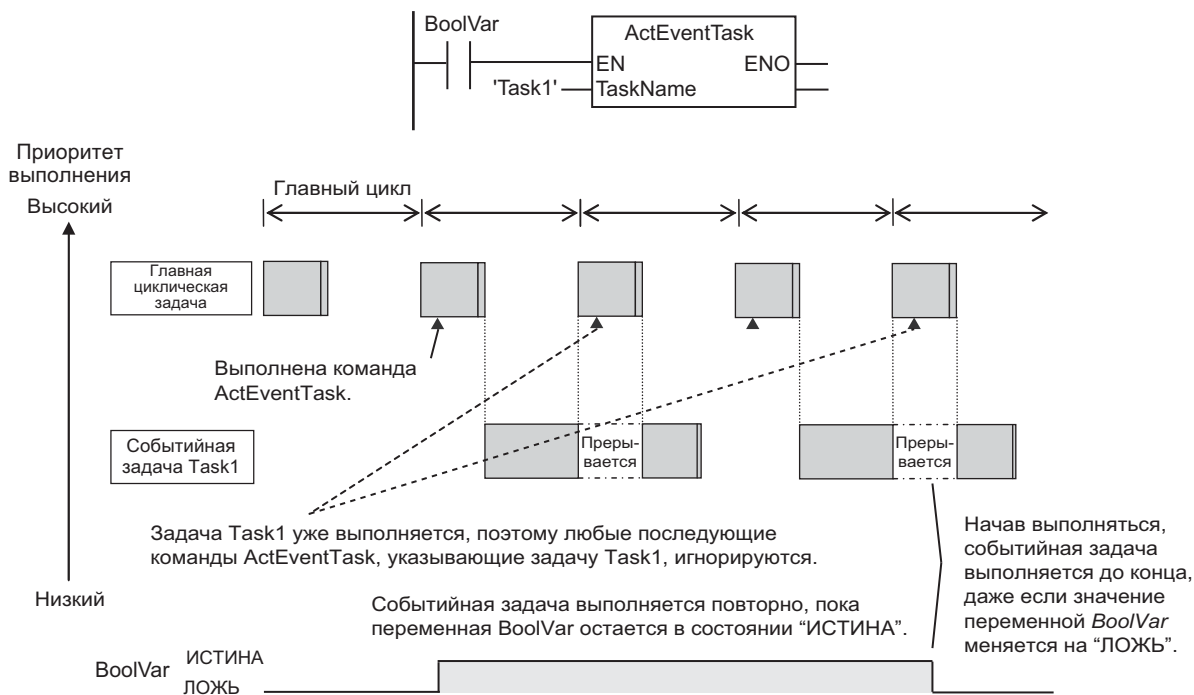 BoolVar
ActEventTask
EN
ENO
'Task1'
TaskName
Приоритет
выполнения
Высокий
Главный цикл
Главная
циклическая
задача
Выполнена команда
ActEventTask.
Событийная
задача Task1
Преры-
вается
Преры-
вается
Задача Task1 уже выполняется, поэтому любые последующие
команды ActEventTask, указывающие задачу Task1, игнорируются.
Начав выполняться,
событийная задача
выполняется до конца,
даже если значение
переменной BoolVar
меняется на “ЛОЖЬ”.
Низкий
Событийная задача выполняется повторно, пока
переменная BoolVar остается в состоянии “ИСТИНА”.
BoolVar
ИСТИНА
ЛОЖЬ